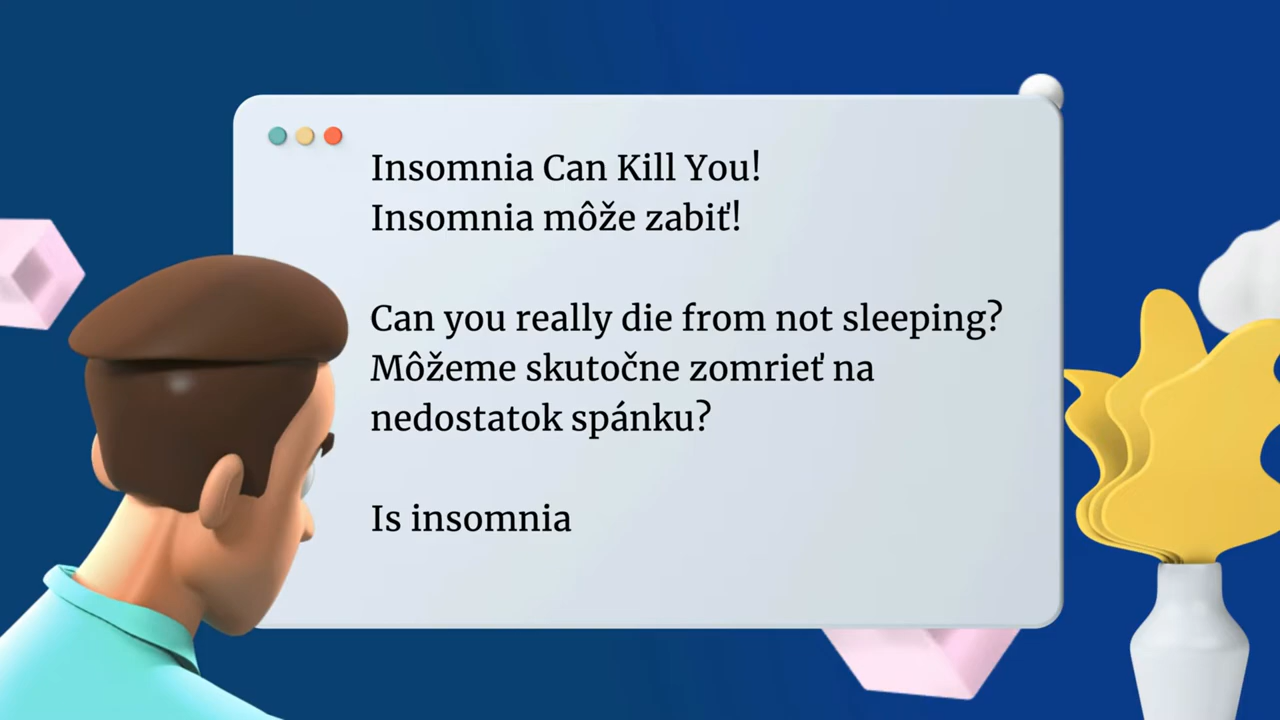 Insomnia Can Kill You!
Insomnia môže zabiť!
Can you really die from not sleeping?
Môžeme skutočne zomrieť na
nedostatok spánku?
Is insomnia